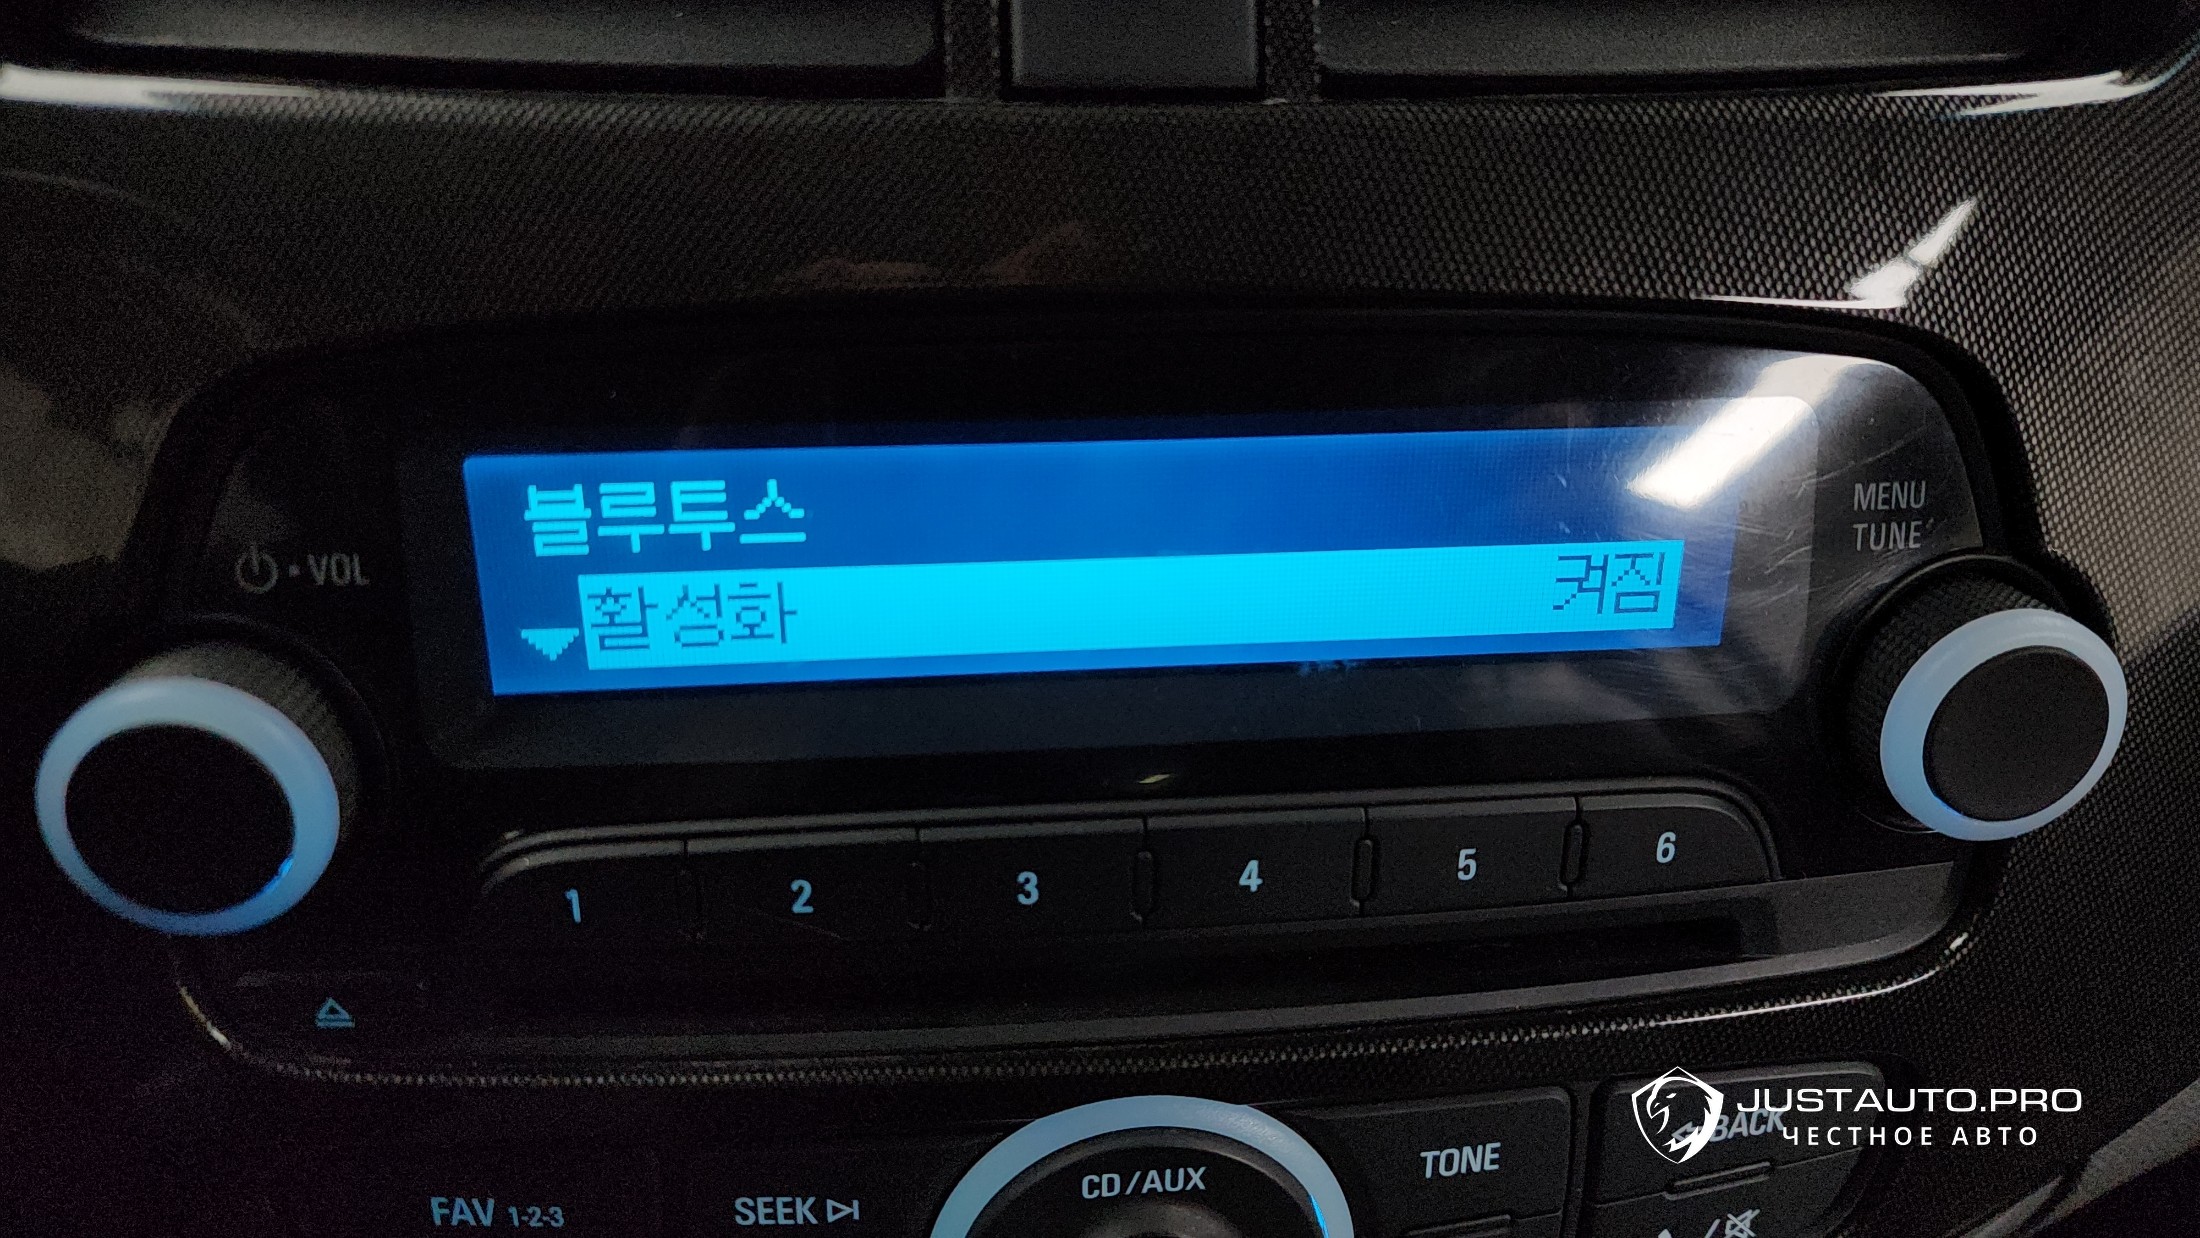 블루투스
활성화 켜짐
VOL
MENU
TUNE
1 2 3 4 5 6
FAV 1-2-3
SEEK
CD/AUX
TONE
BACK
JUSTAUTO.PRO
ЧЕСТНОЕ АВТО